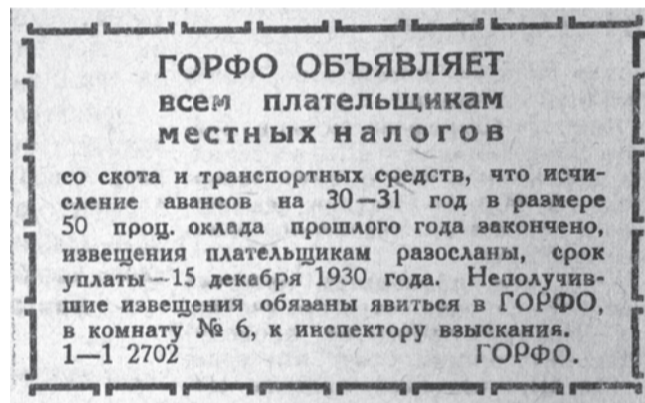 ГОРФО ОБЪЯВЛЯЕТ
всем плательщикам
местных налогов
со скота и транспортных средств, что исчи-
сление авансов на 30—31 год в размере
50 проц. оклада прошлого года закончено,
извещения плательщикам разосланы, срок
уплаты—15 декабря 1930 года. Неполучив-
шие извещения обязаны явиться в ГОРФО,
в комнату № 6, к инспектору взыскания.
1—1 2702 ГОРФО.